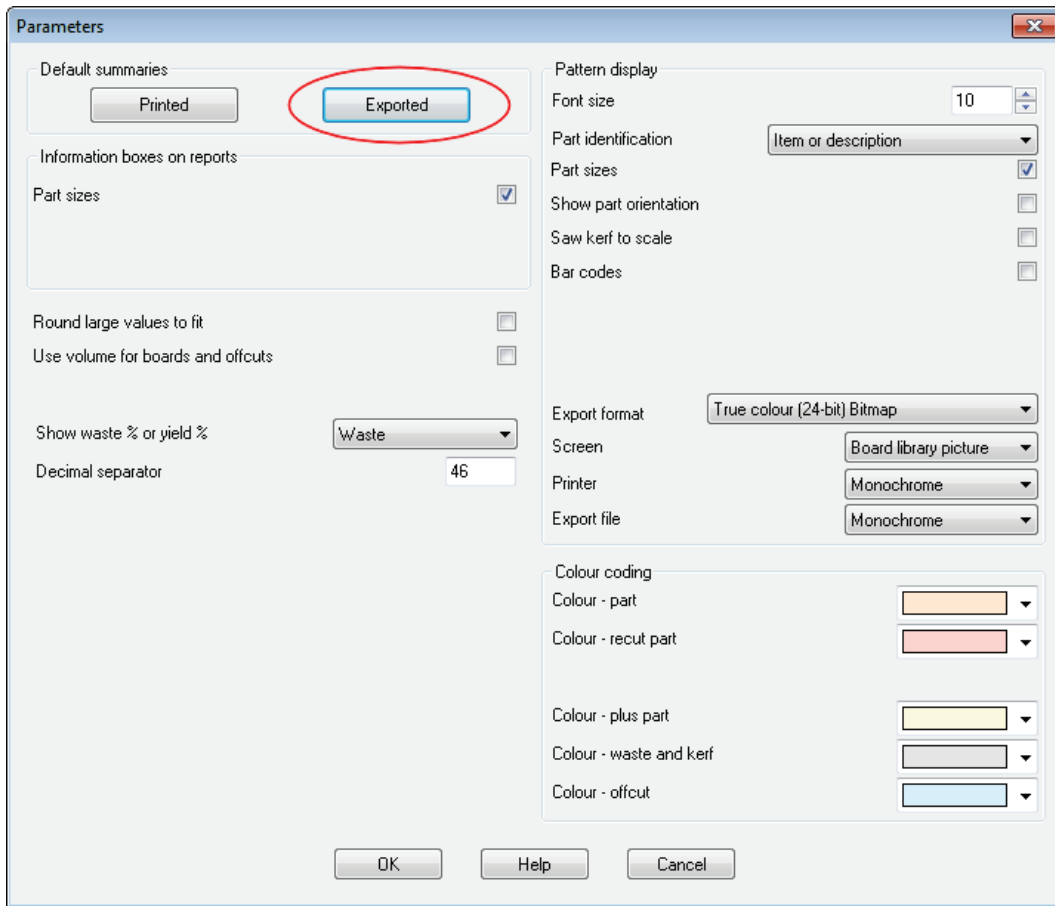 Parameters
Default summaries
Printed
Exported
Information boxes on reports
Part sizes
Round large values to fit
Use volume for boards and offcuts
Show waste % or yield %
Waste
Decimal separator
46
Pattern display
Font size
10
Part identification
Item or description
Part sizes
Show part orientation
Saw kerf to scale
Bar codes
Export format
True colour (24-bit) Bitmap
Screen
Board library picture
Printer
Monochrome
Export file
Monochrome
Colour coding
Colour - part
Colour - recut part
Colour - plus part
Colour - waste and kerf
Colour - offcut
OK
Help
Cancel